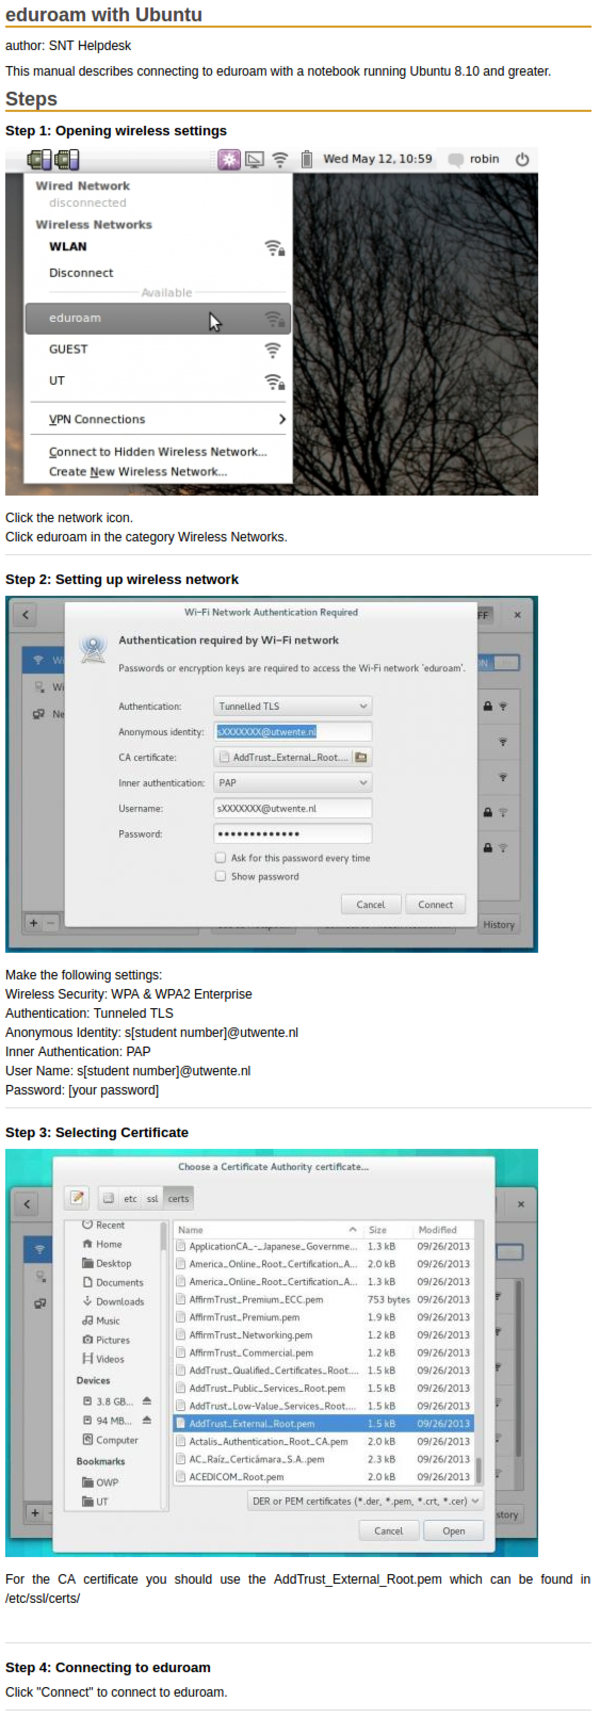 eduroam with Ubuntu
author: SNT Helpdesk
This manual describes connecting to eduroam with a notebook running Ubuntu 8.10 and greater.
Steps
Step 1: Opening wireless settings
Wed May 12, 10:59 robin
Wired Network
disconnected
Wireless Networks
WLAN
Disconnect
Available
eduroam
GUEST
UT
VPN Connections
Connect to Hidden Wireless Network...
Create New Wireless Network...
Click the network icon.
Click eduroam in the category Wireless Networks.
Step 2: Setting up wireless network
Wi-Fi Network Authentication Required
FF
Authentication required by Wi-Fi network
Wi
ON
Passwords or encryption keys are required to access the Wi-Fi network 'eduroam'.
Wi
Ne
Authentication: Tunnelled TLS
Anonymous identity: sXXXXXXX@utwente.nl
CA certificate: AddTrust_External_Root....
Inner authentication: PAP
Username: sXXXXXXX@utwente.nl
Password: •••••••••••••
Ask for this password every time
Show password
Cancel Connect
History
Make the following settings:
Wireless Security: WPA & WPA2 Enterprise
Authentication: Tunneled TLS
Anonymous Identity: s[student number]@utwente.nl
Inner Authentication: PAP
User Name: s[student number]@utwente.nl
Password: [your password]
Step 3: Selecting Certificate
Choose a Certificate Authority certificate...
etc ssl certs
Recent
Home
Desktop
Documents
Downloads
Music
Pictures
Videos
Devices
3.8 GB...
94 MB...
Computer
Bookmarks
OWP
UT
Name Size Modified
ApplicationCA_-_Japanese_Governme... 1.3 kB 09/26/2013
America_Online_Root_Certification_A... 2.0 kB 09/26/2013
America_Online_Root_Certification_A... 1.3 kB 09/26/2013
AffirmTrust_Premium_ECC.pem 753 bytes 09/26/2013
AffirmTrust_Premium.pem 1.9 kB 09/26/2013
AffirmTrust_Networking.pem 1.2 kB 09/26/2013
AffirmTrust_Commercial.pem 1.2 kB 09/26/2013
AddTrust_Qualified_Certificates_Root.... 1.5 kB 09/26/2013
AddTrust_Public_Services_Root.pem 1.5 kB 09/26/2013
AddTrust_Low-Value_Services_Root.... 1.5 kB 09/26/2013
AddTrust_External_Root.pem 1.5 kB 09/26/2013
Actalis_Authentication_Root_CA.pem 2.0 kB 09/26/2013
AC_Raíz_Certicámara_S.A..pem 2.3 kB 09/26/2013
ACEDICOM_Root.pem 2.0 kB 09/26/2013
DER or PEM certificates (*.der, *.pem, *.crt, *.cer)
story
Cancel Open
For the CA certificate you should use the AddTrust_External_Root.pem which can be found in
/etc/ssl/certs/
Step 4: Connecting to eduroam
Click "Connect" to connect to eduroam.